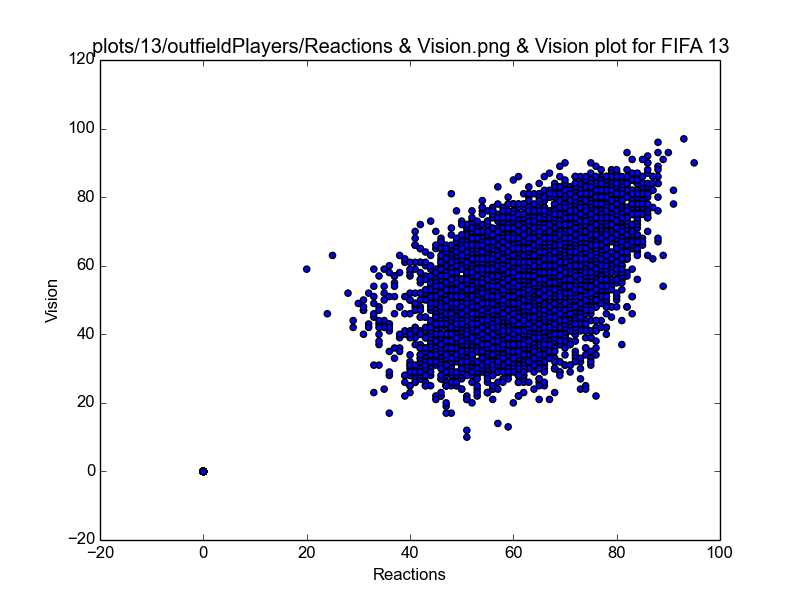 plots/13/outfieldPlayers/Reactions & Vision.png & Vision plot for FIFA 13
120
100
80
60
40
20
0
−20
Vision
−20 0 20 40 60 80 100
Reactions